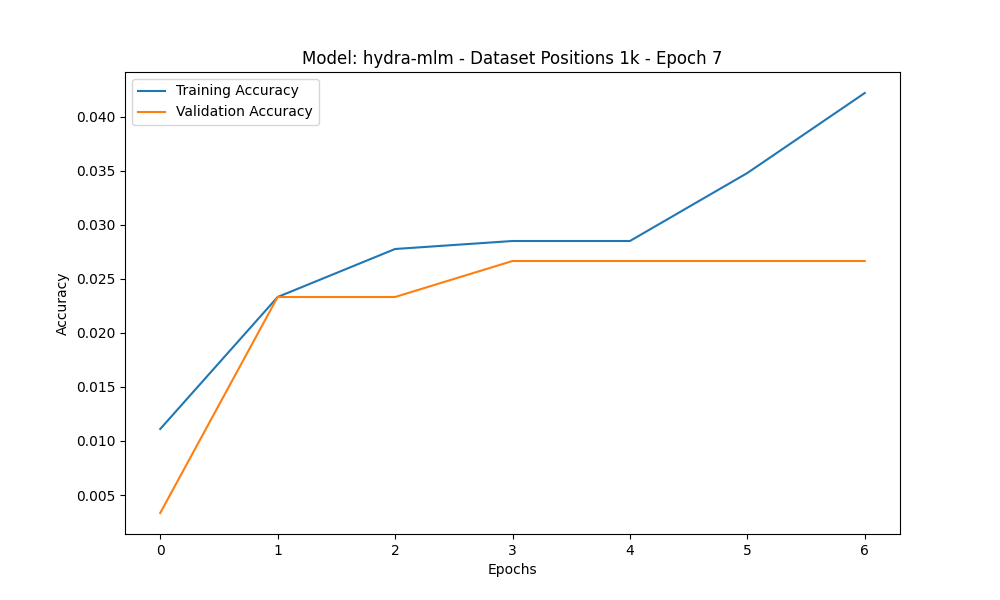 Model: hydra-mlm - Dataset Positions 1k - Epoch 7
Training Accuracy
Validation Accuracy
0.040
0.035
0.030
0.025
0.020
0.015
0.010
0.005
Accuracy
0 1 2 3 4 5 6
Epochs